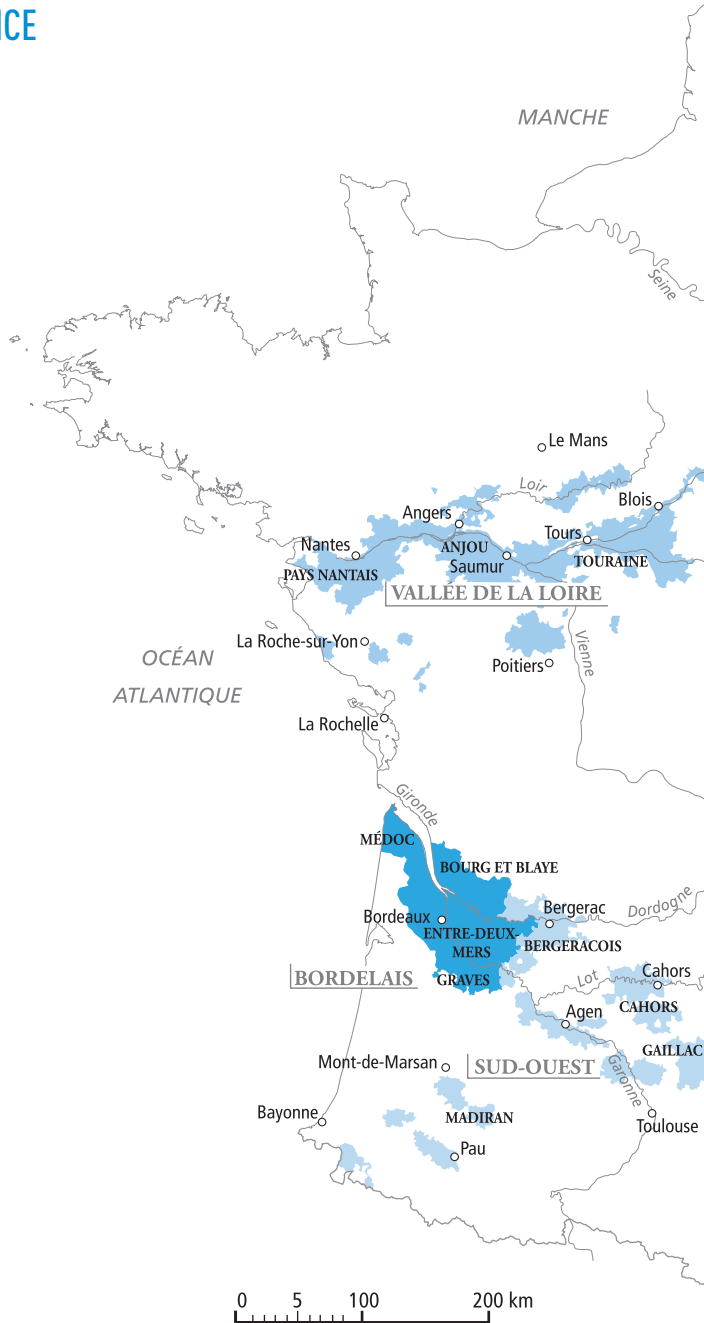 ICE
MANCHE
Seine
Le Mans
Loir
Blois
Angers
Tours
Nantes
ANJOU
Saumur
TOURAINE
PAYS NANTAIS
VALLÉE DE LA LOIRE
La Roche-sur-Yon
Vienne
OCÉAN
ATLANTIQUE
Poitiers
La Rochelle
Gironde
MÉDOC
BOURG ET BLAYE
Dordogne
Bergerac
Bordeaux
ENTRE-DEUX-
MERS
BERGERACOIS
BORDELAIS
GRAVES
Lot
Cahors
CAHORS
Agen
GAILLAC
Mont-de-Marsan
SUD-OUEST
Garonne
Bayonne
MADIRAN
Toulouse
Pau
0 5 100 200 km